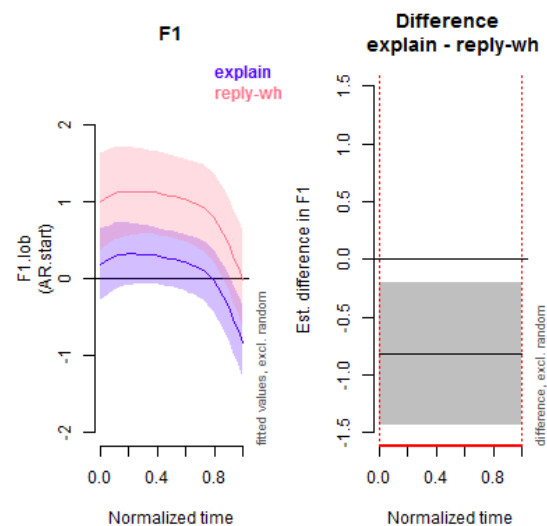 F1
explain
reply-wh
F1.lob
(AR.start)
2
1
0
-1
-2
0.0 0.4 0.8
Normalized time
fitted values, excl. random
Difference
explain - reply-wh
Est. difference in F1
1.5
1.0
0.5
0.0
-0.5
-1.0
-1.5
0.0 0.4 0.8
Normalized time
difference, excl. random